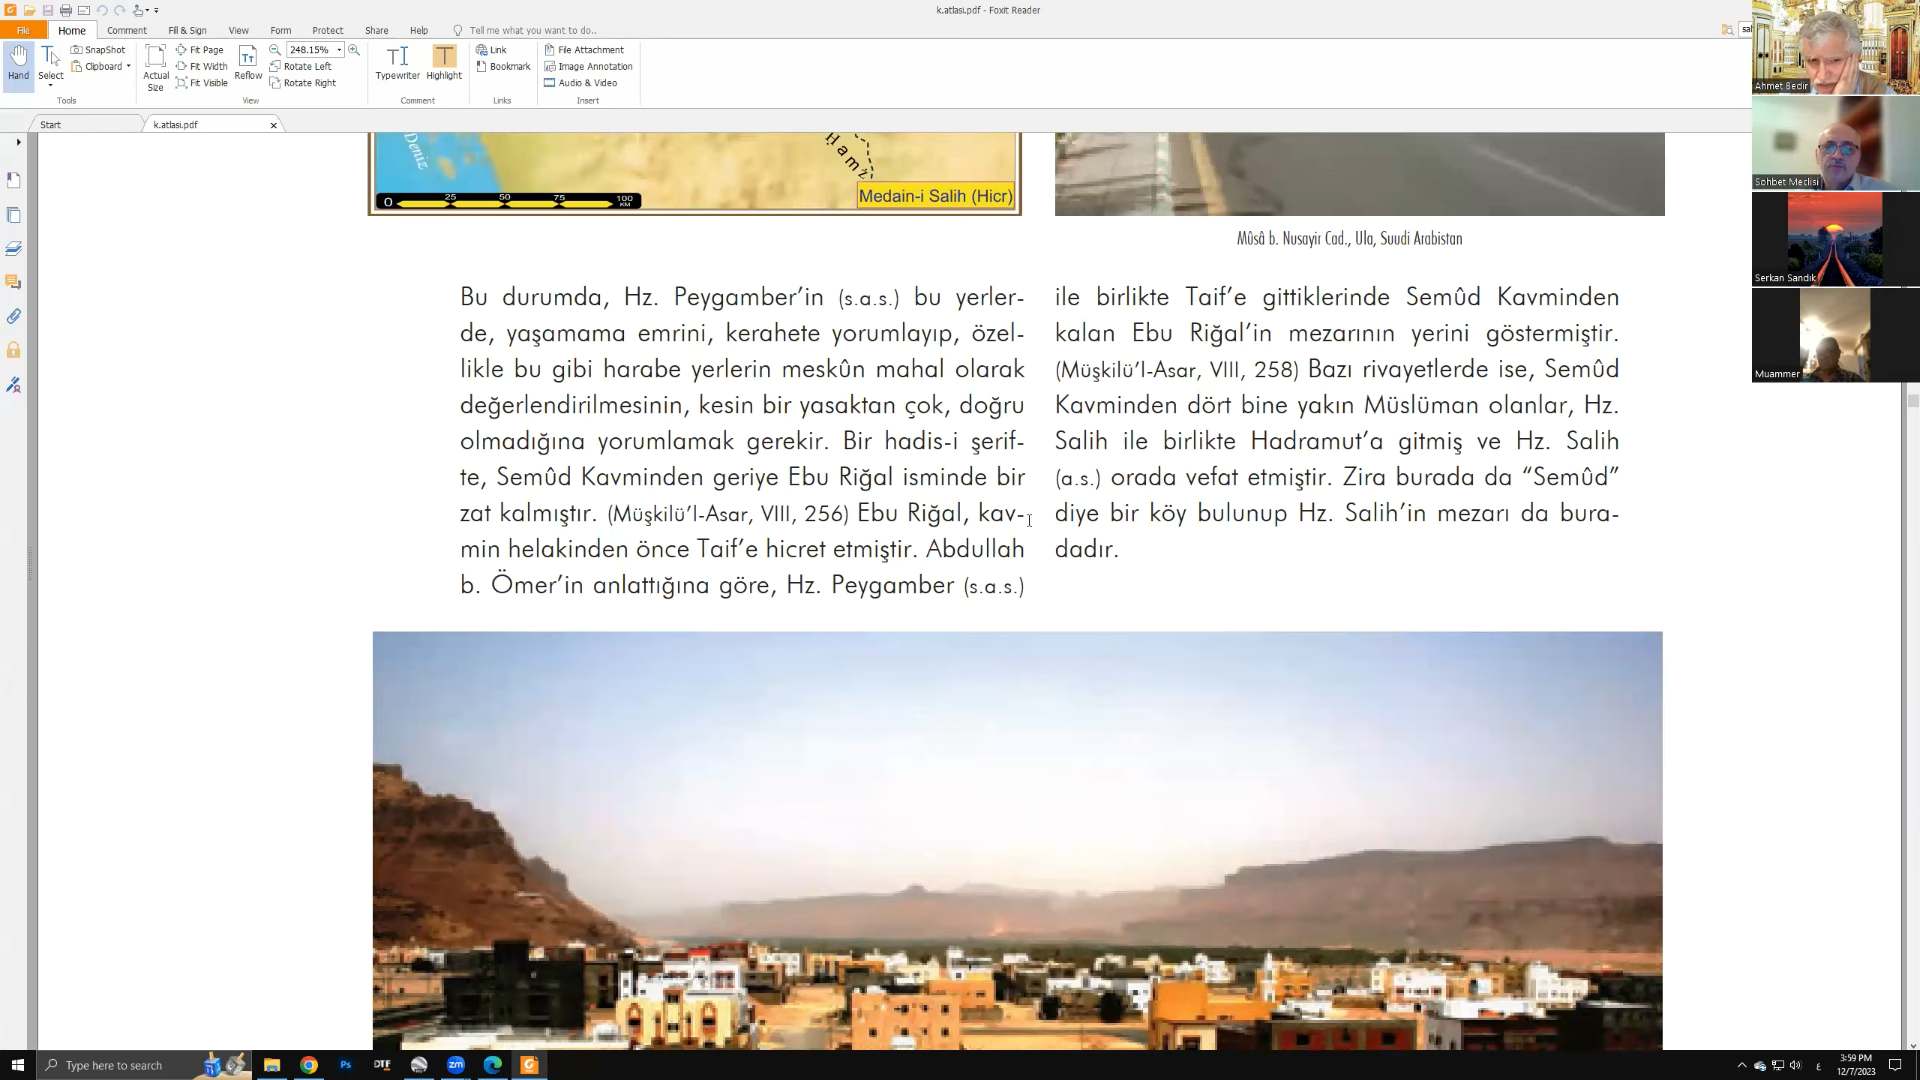 k.atlasi.pdf - Foxit Reader
File
Home
Comment
Fill & Sign
View
Form
Protect
Share
Help
Tell me what you want to do..
Hand
Select
SnapShot
Clipboard
Actual
Size
Fit Page
Fit Width
Fit Visible
Reflow
248.15%
Rotate Left
Rotate Right
Typewriter
Highlight
Link
Bookmark
File Attachment
Image Annotation
Audio & Video
Tools
View
Comment
Links
Insert
Start
k.atlasi.pdf
Deniz
Hamz
0 25 50 75 100
KM
Medain-i Salih (Hicr)
Mûsâ b. Nusayir Cad., Ula, Suudi Arabistan
Bu durumda, Hz. Peygamber’in (s.a.s.) bu yerler-
de, yaşamama emrini, kerahete yorumlayıp, özel-
likle bu gibi harabe yerlerin meskûn mahal olarak
değerlendirilmesinin, kesin bir yasaktan çok, doğru
olmadığına yorumlamak gerekir. Bir hadis-i şerif-
te, Semûd Kavminden geriye Ebu Riğal isminde bir
zat kalmıştır. (Müşkilü’l-Asar, VIII, 256) Ebu Riğal, kav-
min helakinden önce Taif’e hicret etmiştir. Abdullah
b. Ömer’in anlattığına göre, Hz. Peygamber (s.a.s.)
ile birlikte Taif’e gittiklerinde Semûd Kavminden
kalan Ebu Riğal’in mezarının yerini göstermiştir.
(Müşkilü’l-Asar, VIII, 258) Bazı rivayetlerde ise, Semûd
Kavminden dört bine yakın Müslüman olanlar, Hz.
Salih ile birlikte Hadramut’a gitmiş ve Hz. Salih
(a.s.) orada vefat etmiştir. Zira burada da “Semûd”
diye bir köy bulunup Hz. Salih’in mezarı da bura-
dadır.
Ahmet Bedir
Sohbet Meclisi
Serkan Sandık
Muammer
Type here to search
Ps
DTF
zm
ع
3:59 PM
12/7/2023